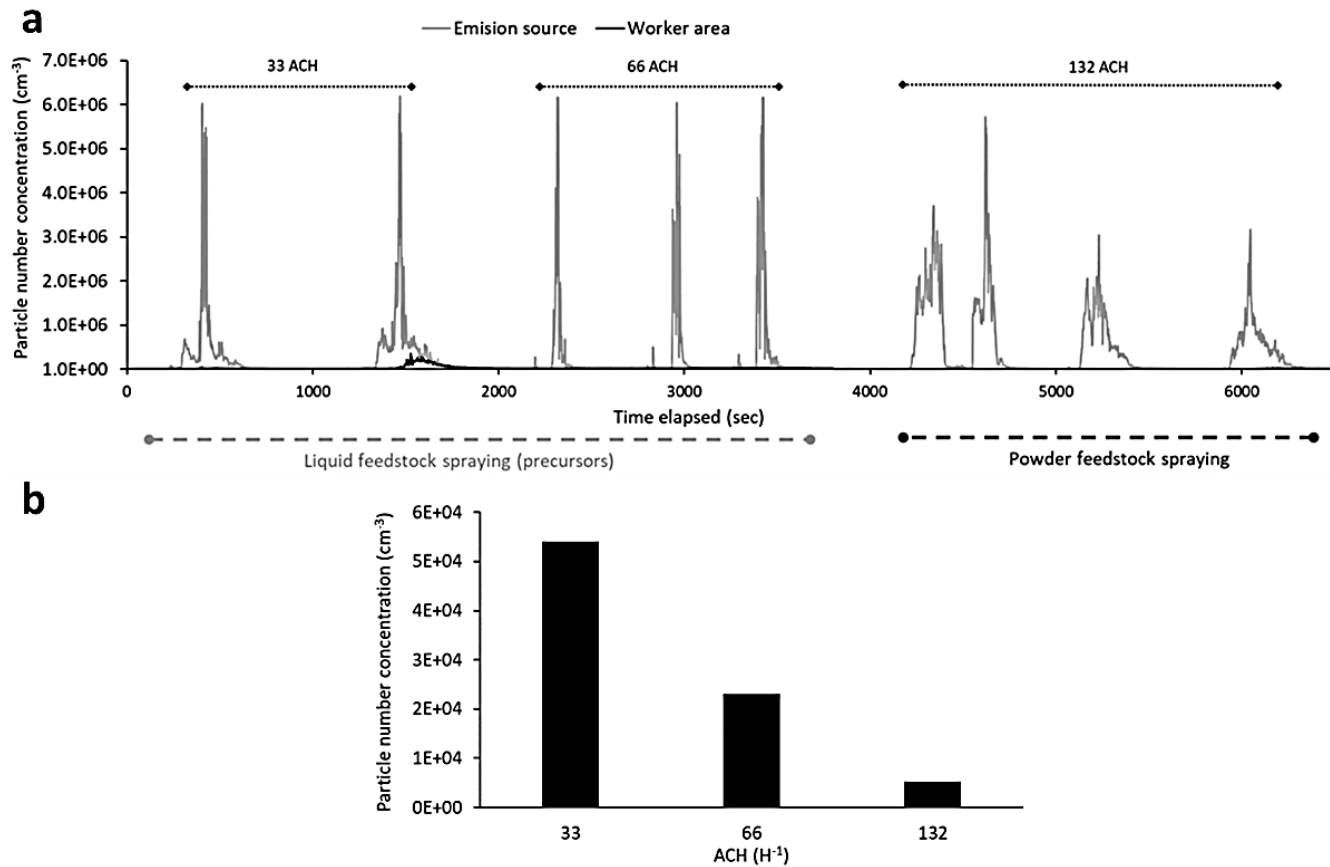 a
Emision source Worker area
7.0E+06
6.0E+06
5.0E+06
4.0E+06
3.0E+06
2.0E+06
1.0E+06
1.0E+00
Particle number concentration (cm-3)
33 ACH
66 ACH
132 ACH
0 1000 2000 3000 4000 5000 6000
Time elapsed (sec)
Liquid feedstock spraying (precursors)
Powder feedstock spraying
b
6E+04
5E+04
4E+04
3E+04
2E+04
1E+04
0E+00
Particle number concentration (cm-3)
33 66 132
ACH (H-1)